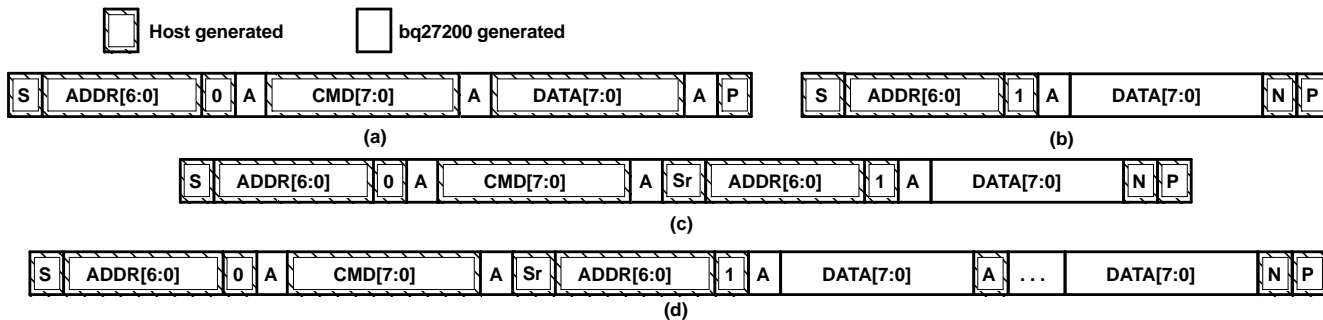 Host generated bq27200 generated
S ADDR[6:0] 0 A CMD[7:0] A DATA[7:0] A P S ADDR[6:0] 1 A DATA[7:0] N P
(a) (b)
S ADDR[6:0] 0 A CMD[7:0] A Sr ADDR[6:0] 1 A DATA[7:0] N P
(c)
S ADDR[6:0] 0 A CMD[7:0] A Sr ADDR[6:0] 1 A DATA[7:0] A . . . DATA[7:0] N P
(d)